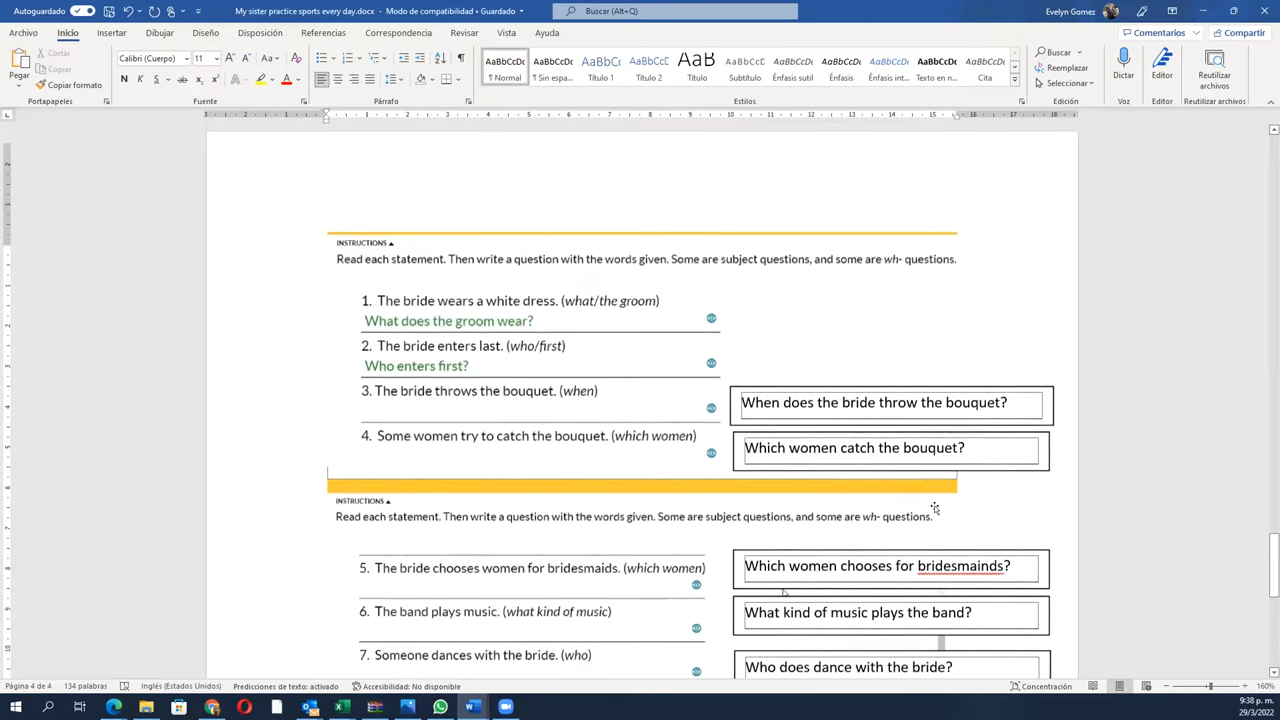 Autoguardado
My sister practice sports every day.docx - Modo de compatibilidad • Guardado
Buscar (Alt+Q)
Evelyn Gomez
Archivo Inicio Insertar Dibujar Diseño Disposición Referencias Correspondencia Revisar Vista Ayuda
Comentarios
Compartir
Pegar
Cortar
Copiar
Copiar formato
Portapapeles
Calibri (Cuerpo) 11
Fuente
Párrafo
AaBbCcDc AaBbCcDc AaBbC AaBbCcC AaB AaBbCcD AaBbCcDt AaBbCcDt AaBbCcDt AaBbCcDc AaBbCcDt
¶ Normal ¶ Sin espa... Título 1 Título 2 Título Subtítulo Énfasis sutil Énfasis Énfasis int... Texto en n... Cita
Estilos
Buscar
Reemplazar
Seleccionar
Edición
Dictar
Voz
Editor
Editor
Reutilizar archivos
Reutilizar archivos
INSTRUCTIONS
Read each statement. Then write a question with the words given. Some are subject questions, and some are wh- questions.
1. The bride wears a white dress. (what/the groom)
What does the groom wear?
2. The bride enters last. (who/first)
Who enters first?
3. The bride throws the bouquet. (when)
When does the bride throw the bouquet?
4. Some women try to catch the bouquet. (which women)
Which women catch the bouquet?
INSTRUCTIONS
Read each statement. Then write a question with the words given. Some are subject questions, and some are wh- questions.
5. The bride chooses women for bridesmaids. (which women)
Which women chooses for bridesmainds?
6. The band plays music. (what kind of music)
What kind of music plays the band?
7. Someone dances with the bride. (who)
Who does dance with the bride?
Página 4 de 4 134 palabras Inglés (Estados Unidos) Predicciones de texto: activado Accesibilidad: No disponible
Concentración
160%
9:38 p. m.
29/3/2022